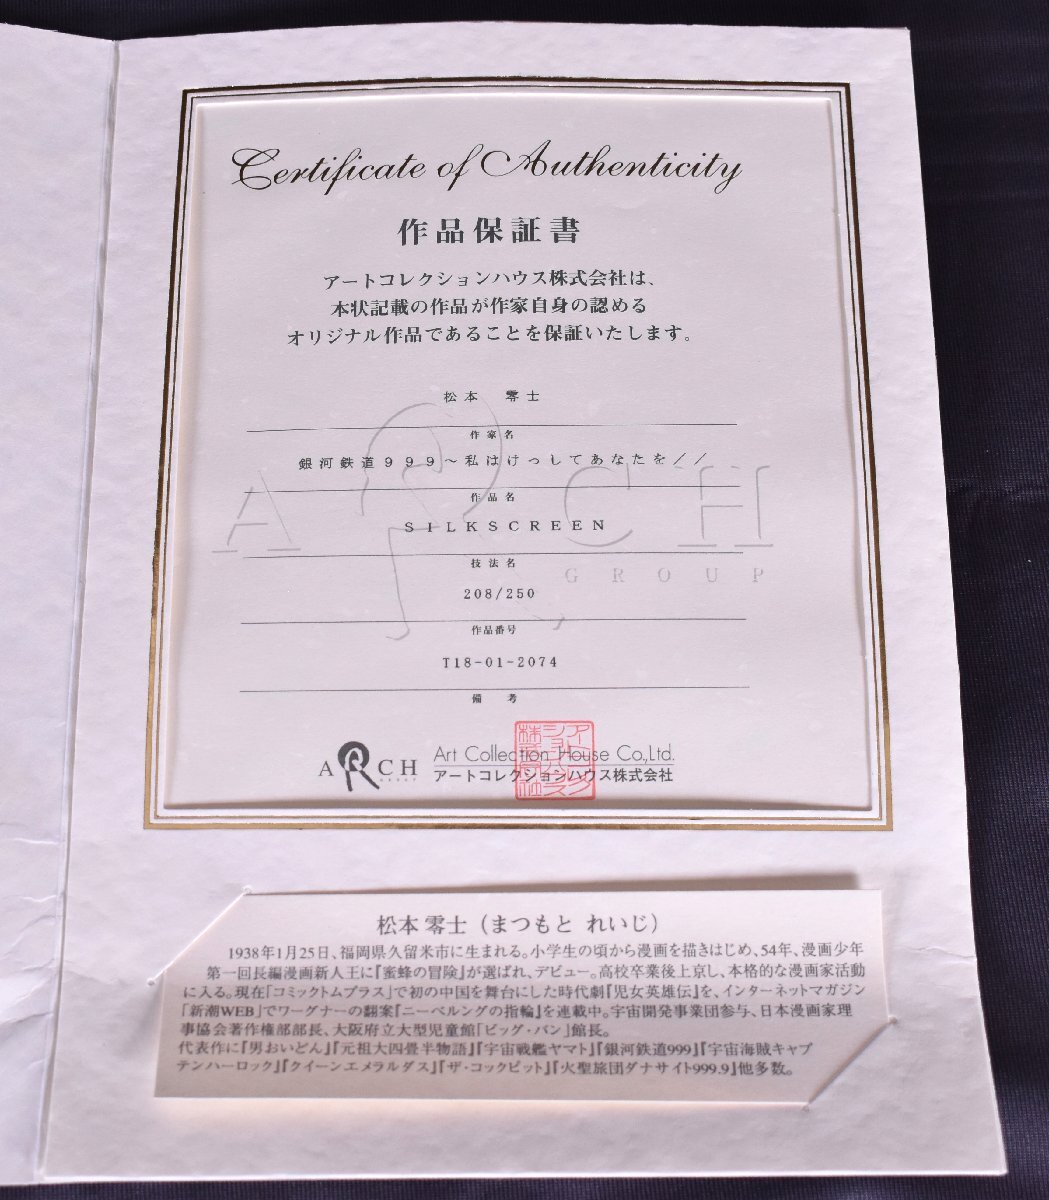 Certificate of Authenticity
作品保証書
アートコレクションハウス株式会社は、
本状記載の作品が作家自身の認める
オリジナル作品であることを保証いたします。
松本 零士
作家名
銀河鉄道999～私はけっしてあなたを//
作品名
SILKSCREEN
技法名
208/250
作品番号
T18-01-2074
備 考
ARCH
GROUP
ARCH
GROUP
Art Collection House Co.,Ltd.
アートコレクションハウス株式会社
松本 零士（まつもと れいじ）
1938年1月25日、福岡県久留米市に生まれる。小学生の頃から漫画を描きはじめ、54年、漫画少年
第一回長編漫画新人王に『蜜蜂の冒険』が選ばれ、デビュー。高校卒業後上京し、本格的な漫画家活動
に入る。現在「コミックトムプラス」で初の中国を舞台にした時代劇『児女英雄伝』を、インターネットマガジン
「新潮WEB」でワーグナーの翻案『ニーベルングの指輪』を連載中。宇宙開発事業団参与、日本漫画家理
事協会著作権部部長、大阪府立大型児童館「ビッグ・バン」館長。
代表作に『男おいどん』『元祖大四畳半物語』『宇宙戦艦ヤマト』『銀河鉄道999』『宇宙海賊キャプ
テンハーロック』『クイーンエメラルダス』『ザ・コックピット』『火聖旅団ダナサイト999.9』他多数。